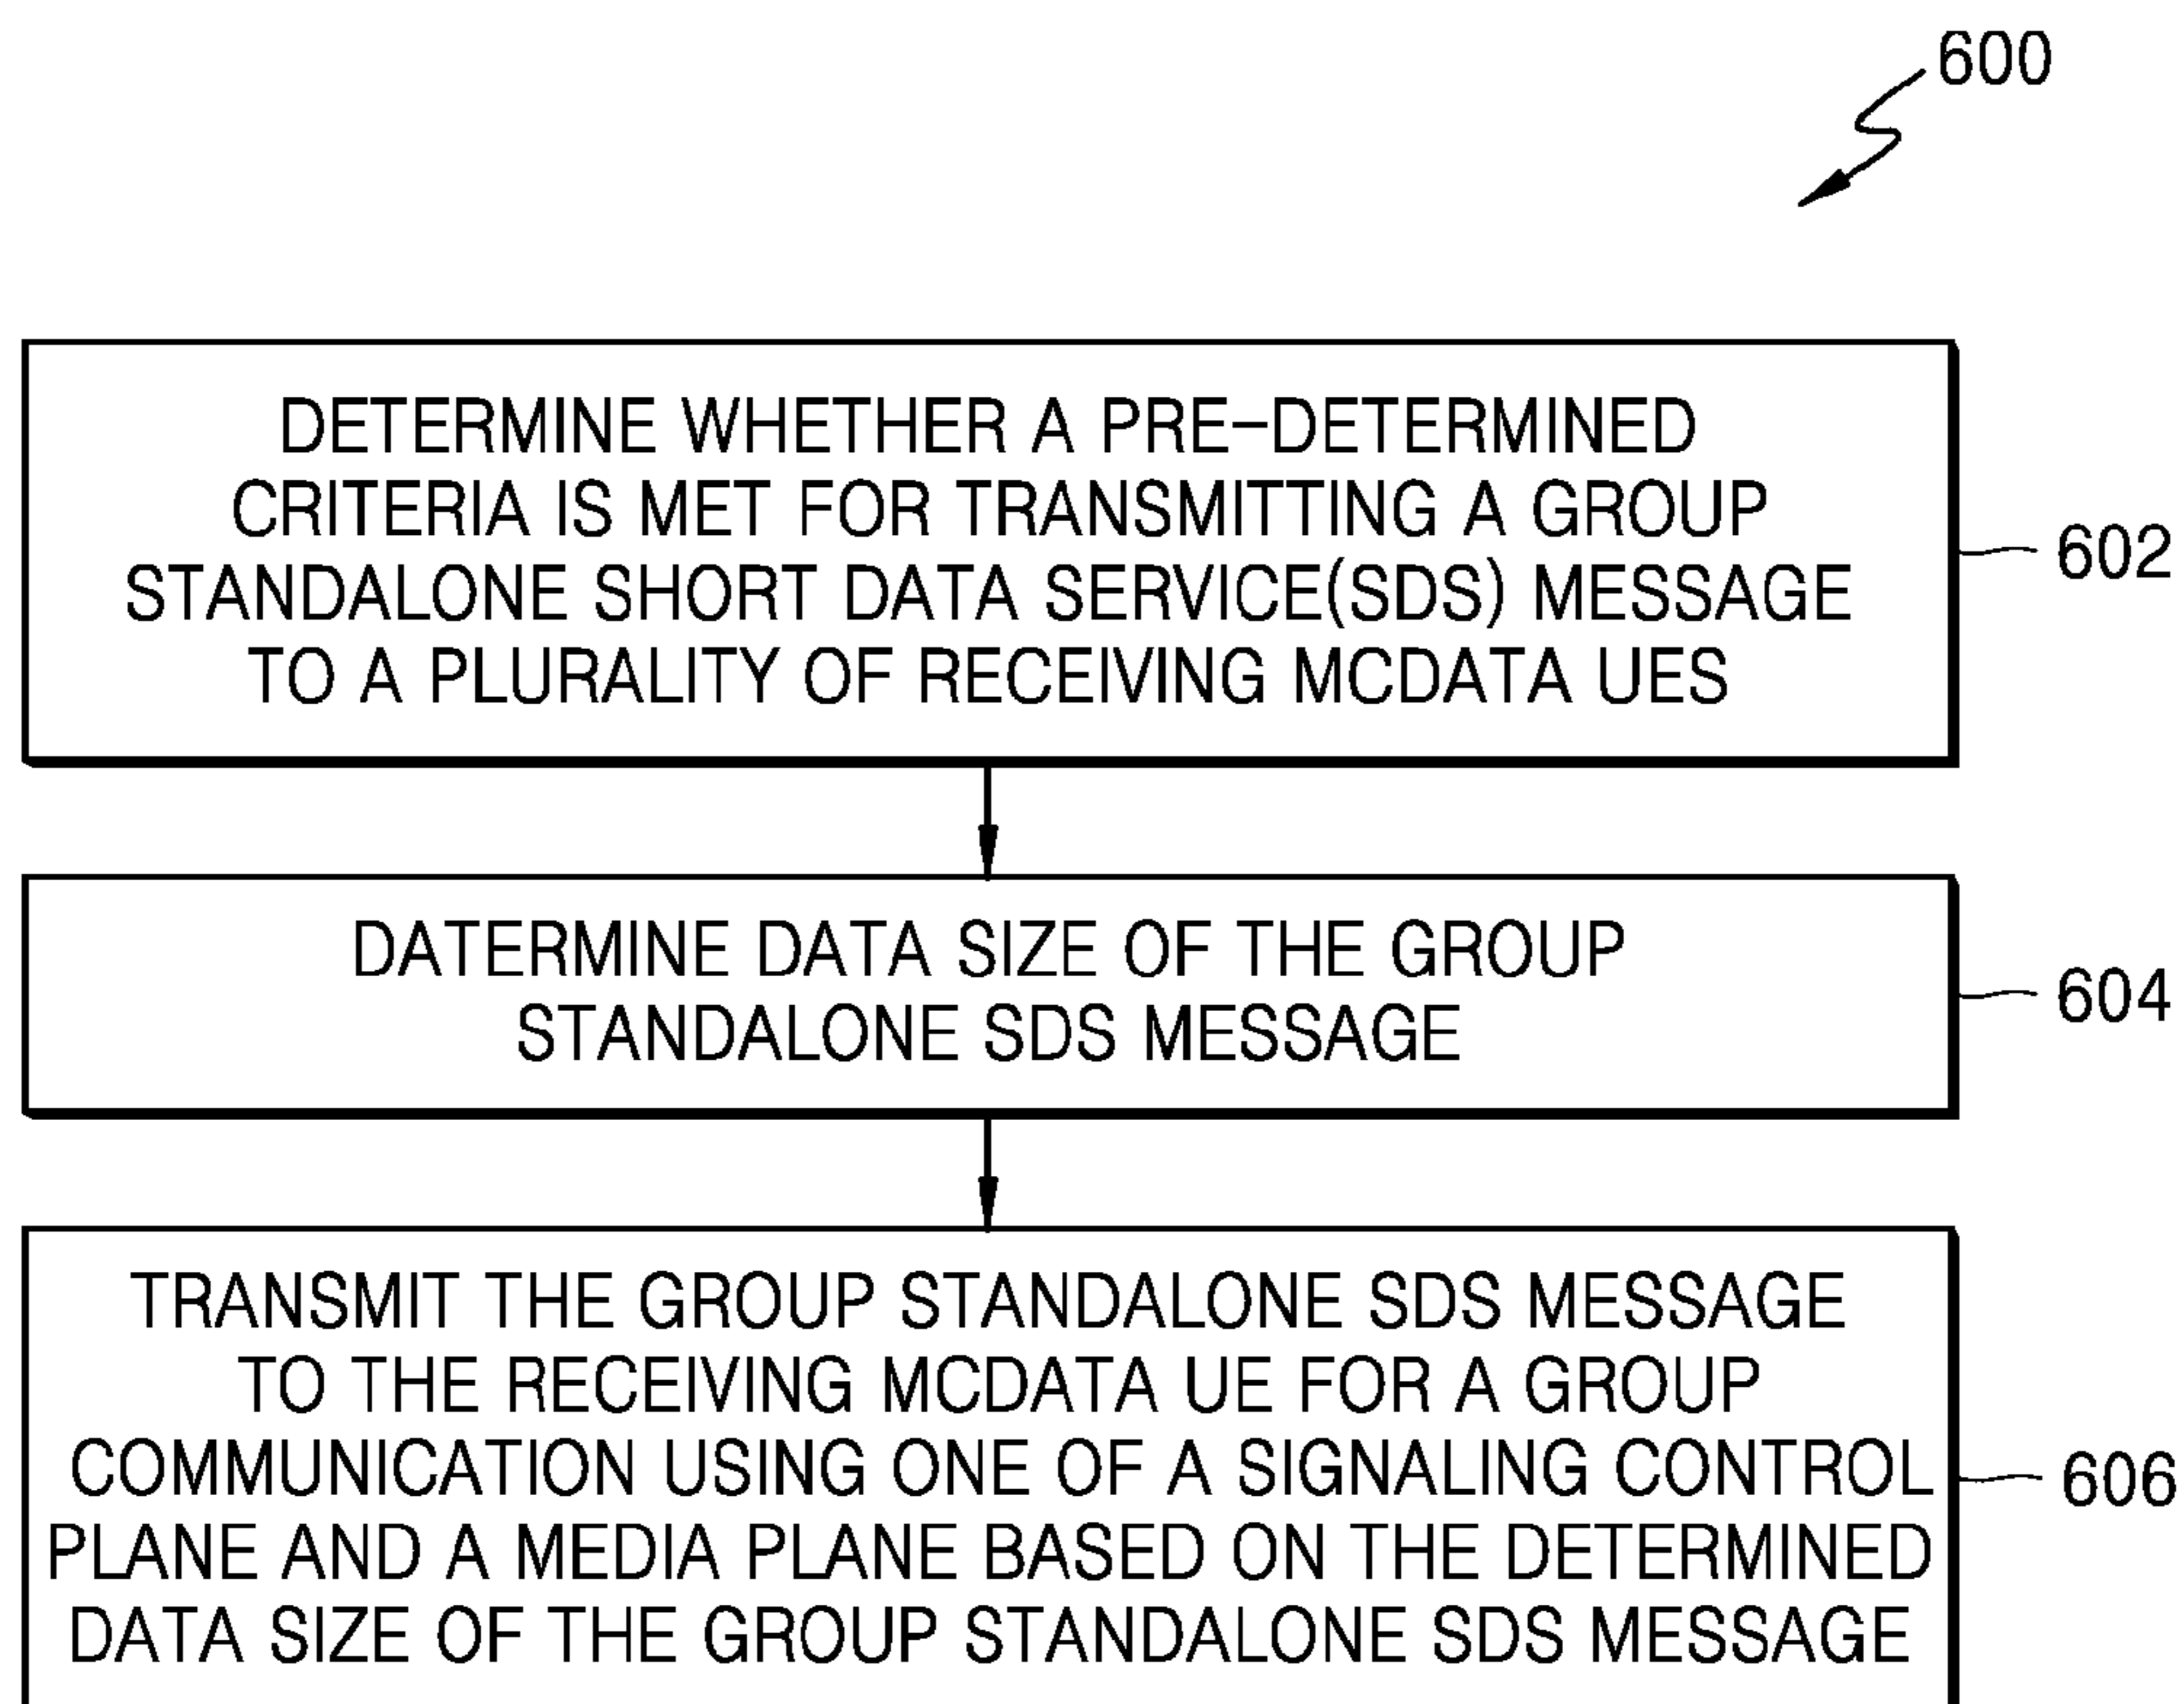 600
DETERMINE WHETHER A PRE-DETERMINED
CRITERIA IS MET FOR TRANSMITTING A GROUP
STANDALONE SHORT DATA SERVICE(SDS) MESSAGE
TO A PLURALITY OF RECEIVING MCDATA UES
602
DATERMINE DATA SIZE OF THE GROUP
STANDALONE SDS MESSAGE
604
TRANSMIT THE GROUP STANDALONE SDS MESSAGE
TO THE RECEIVING MCDATA UE FOR A GROUP
COMMUNICATION USING ONE OF A SIGNALING CONTROL
PLANE AND A MEDIA PLANE BASED ON THE DETERMINED
DATA SIZE OF THE GROUP STANDALONE SDS MESSAGE
606